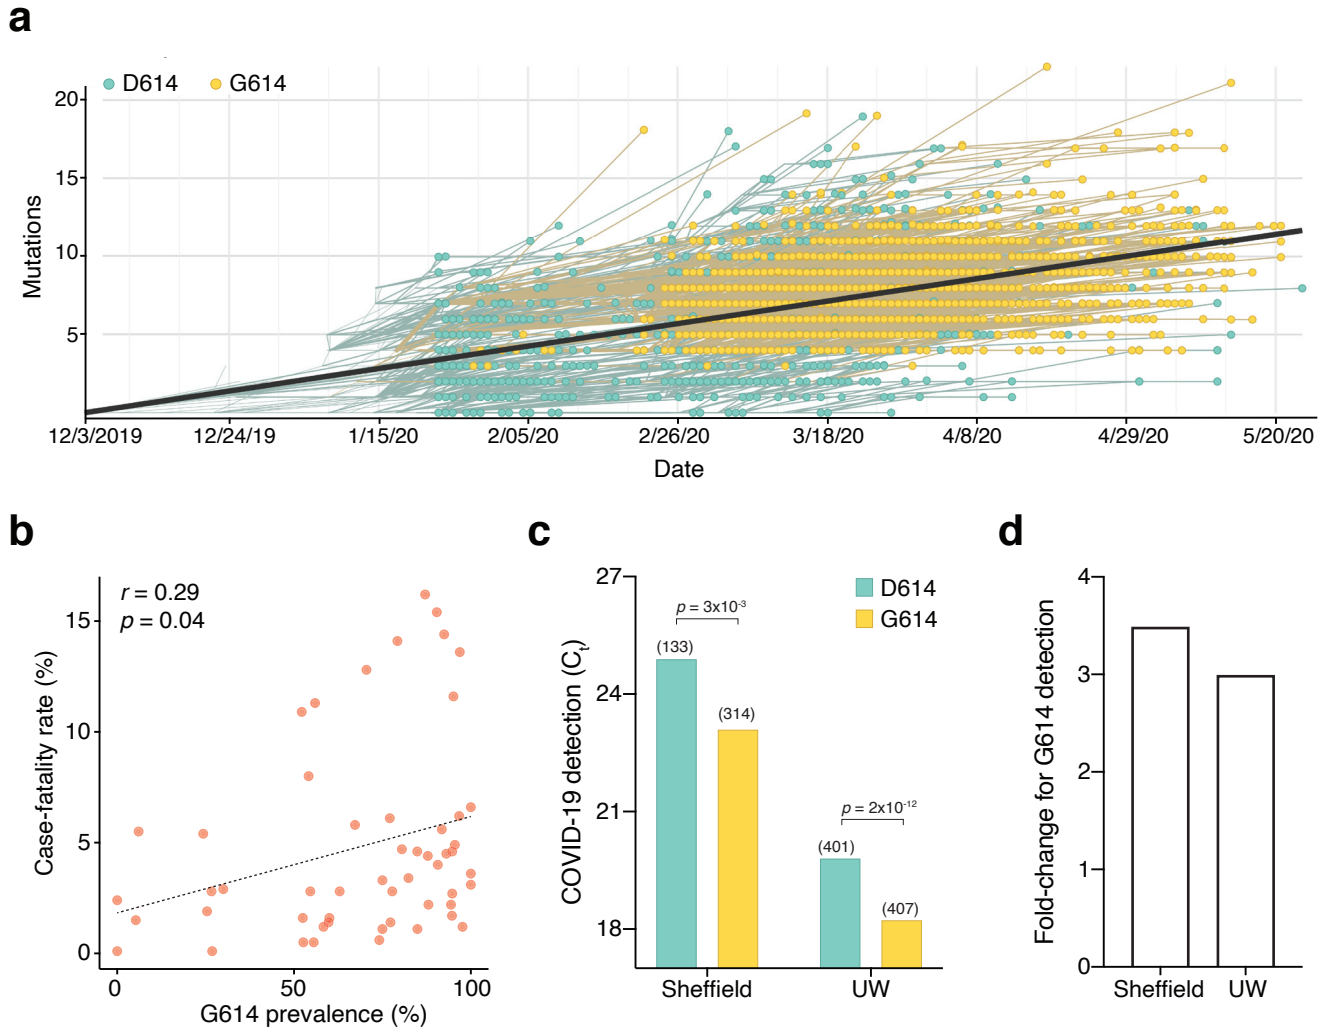 a
D614
G614
20
15
10
5
Mutations
12/3/2019
12/24/19
1/15/20
2/05/20
2/26/20
3/18/20
4/8/20
4/29/20
5/20/20
Date
b
r = 0.29
p = 0.04
15
10
5
0
Case-fatality rate (%)
0
50
100
G614 prevalence (%)
c
27
24
21
18
COVID-19 detection (Cₜ)
D614
G614
p = 3x10⁻³
(133)
(314)
p = 2x10⁻¹²
(401)
(407)
Sheffield
UW
d
4
3
2
1
0
Fold-change for G614 detection
Sheffield
UW